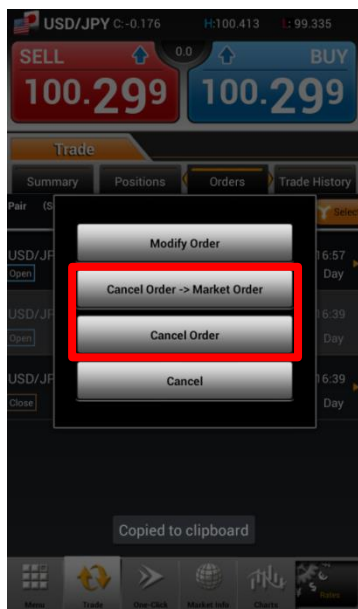 USD/JPY C:-0.176 H:100.413 L: 99.335
SELL 0.0 BUY
100.299 100.299
Trade
Summary Positions Orders Trade History
Pair (S Selec
Modify Order
USD/JP 16:57
Open Day
Cancel Order -> Market Order
USD/JP 16:39
Cancel Order
Open Day
USD/JP 16:39
Cancel
Close Day
Copied to clipboard
Menu Trade One-Click Market Info Charts Rates